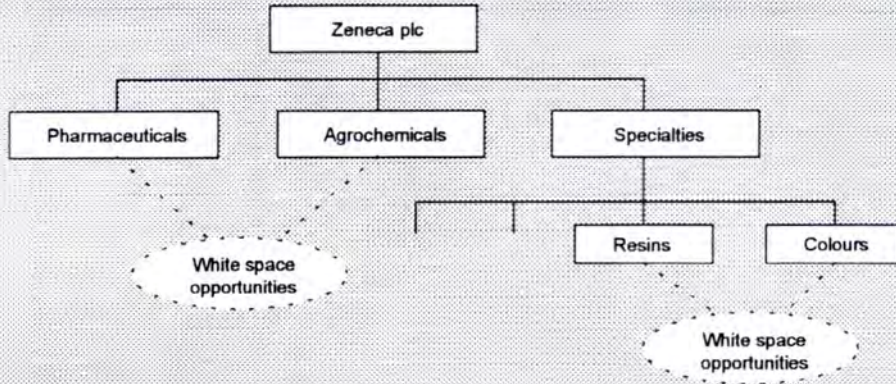 Zeneca plc
Pharmaceuticals
Agrochemicals
Specialties
Resins
Colours
White space
opportunities
White space
opportunities